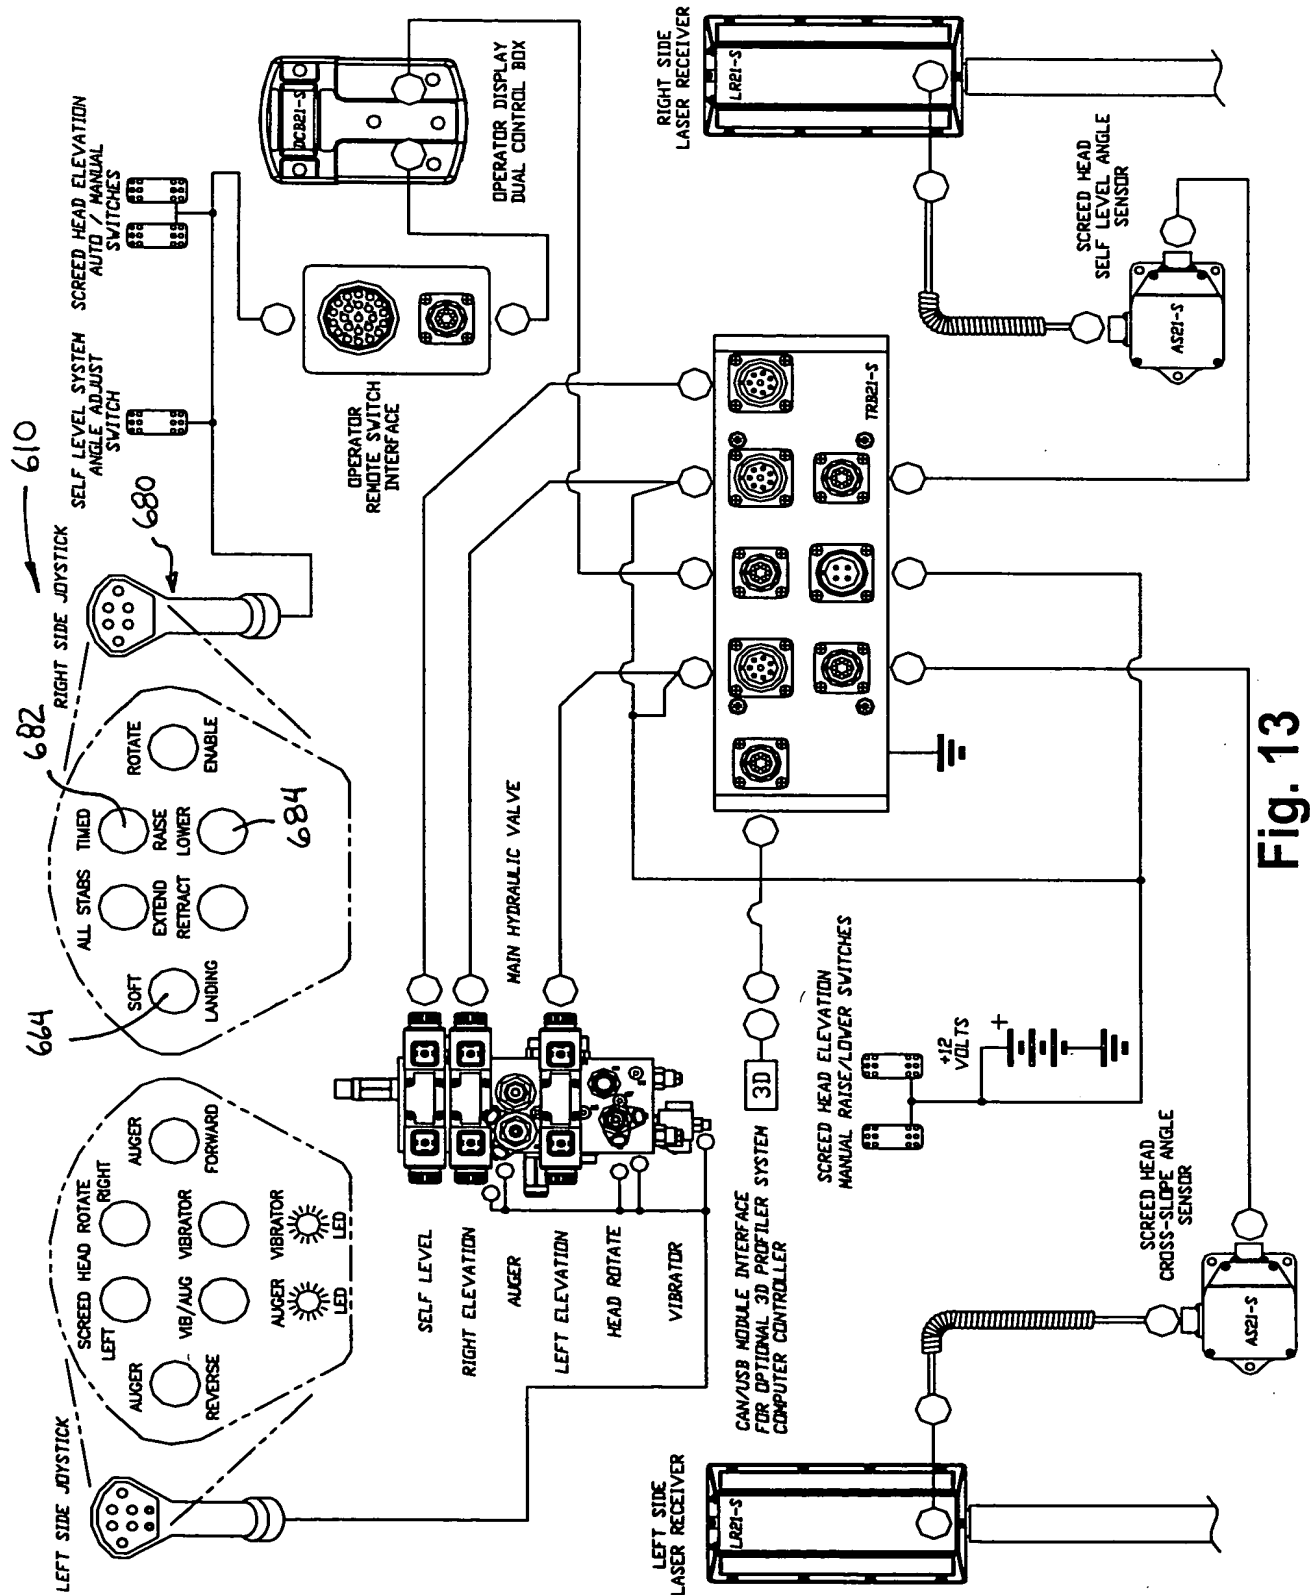 610
LEFT SIDE JOYSTICK
AUGER
REVERSE
SCREED HEAD ROTATE
LEFT
RIGHT
VIB/AUG
VIBRATOR
AUGER
LED
VIBRATOR
LED
AUGER
FORWARD
664
SOFT
LANDING
ALL STABS
EXTEND
RETRACT
682
TIMED
RAISE
LOWER
684
ROTATE
ENABLE
RIGHT SIDE JOYSTICK
680
SELF LEVEL SYSTEM
ANGLE ADJUST
SWITCH
SCREED HEAD ELEVATION
AUTO / MANUAL
SWITCHES
DCB21-S
OPERATOR DISPLAY
DUAL CONTROL BOX
OPERATOR
REMOTE SWITCH
INTERFACE
SELF LEVEL
RIGHT ELEVATION
AUGER
LEFT ELEVATION
HEAD ROTATE
VIBRATOR
MAIN HYDRAULIC VALVE
LEFT SIDE
LASER RECEIVER
LR21-S
CAN/USB MODULE INTERFACE
FOR OPTIONAL 3D PROFILER SYSTEM
COMPUTER CONTROLLER
3D
SCREED HEAD ELEVATION
MANUAL RAISE/LOWER SWITCHES
+12
VOLTS
+
TRB21-S
RIGHT SIDE
LASER RECEIVER
LR21-S
SCREED HEAD
SELF LEVEL ANGLE
SENSOR
AS21-S
SCREED HEAD
CROSS-SLOPE ANGLE
SENSOR
AS21-S
Fig. 13